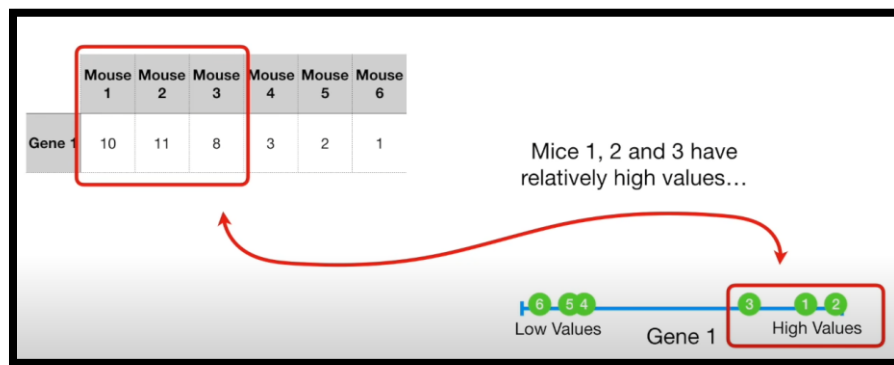 Mouse 1 Mouse 2 Mouse 3 Mouse 4 Mouse 5 Mouse 6
Gene 1 10 11 8 3 2 1
Mice 1, 2 and 3 have
relatively high values...
6 5 4 3 1 2
Low Values Gene 1 High Values